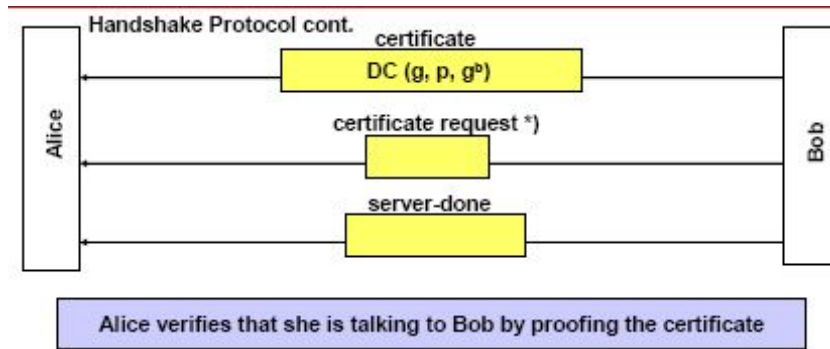 Handshake Protocol cont.
certificate
DC (g, p, gᵇ)
certificate request *)
server-done
Alice
Bob
Alice verifies that she is talking to Bob by proofing the certificate